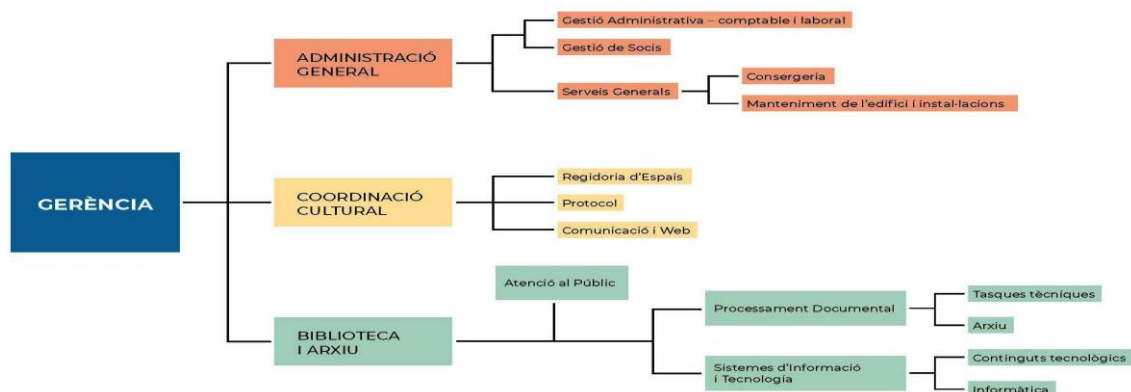 GERÈNCIA
ADMINISTRACIÓ
GENERAL
Gestió Administrativa – comptable i laboral
Gestió de Socis
Serveis Generals
Consergeria
Manteniment de l'edifici i instal·lacions
COORDINACIÓ
CULTURAL
Regidoria d'Espais
Protocol
Comunicació i Web
BIBLIOTECA
I ARXIU
Atenció al Públic
Processament Documental
Tasques tècniques
Arxiu
Sistemes d'Informació
i Tecnología
Continguts tecnològics
Informàtica